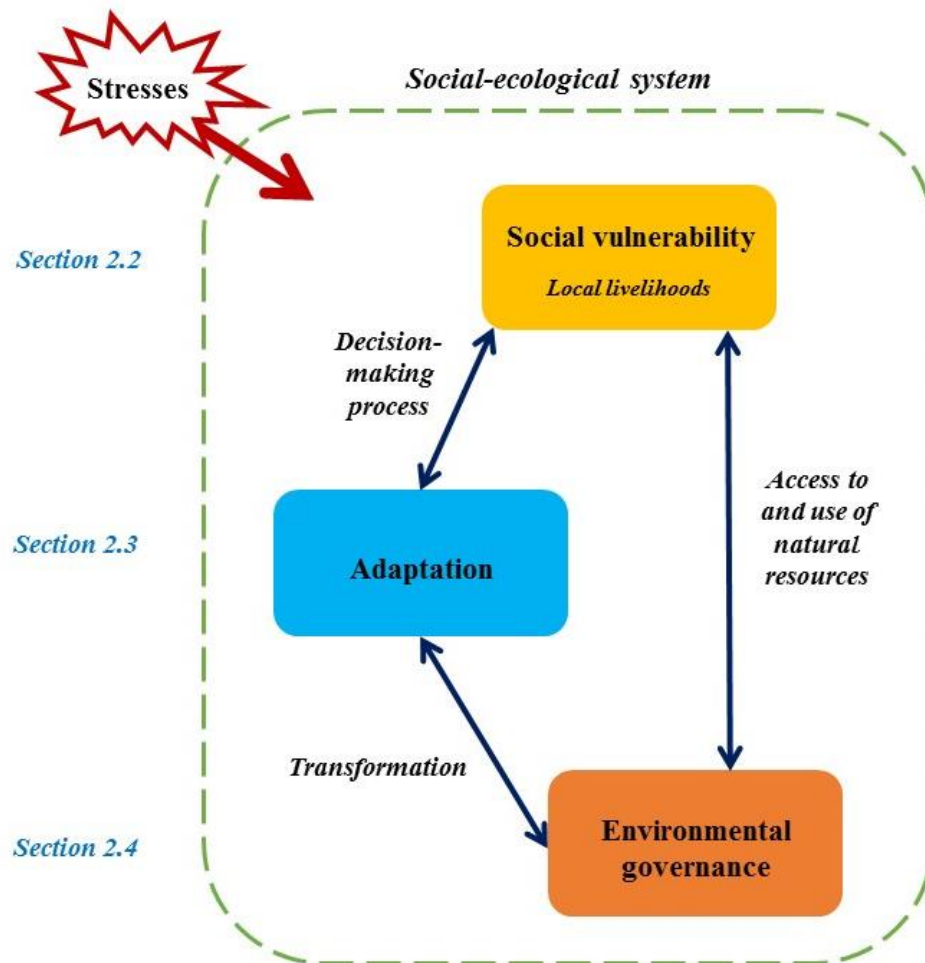 Stresses
Social-ecological system
Section 2.2
Social vulnerability
Local livelihoods
Decision-
making
process
Section 2.3
Adaptation
Access to
and use of
natural
resources
Transformation
Section 2.4
Environmental
governance